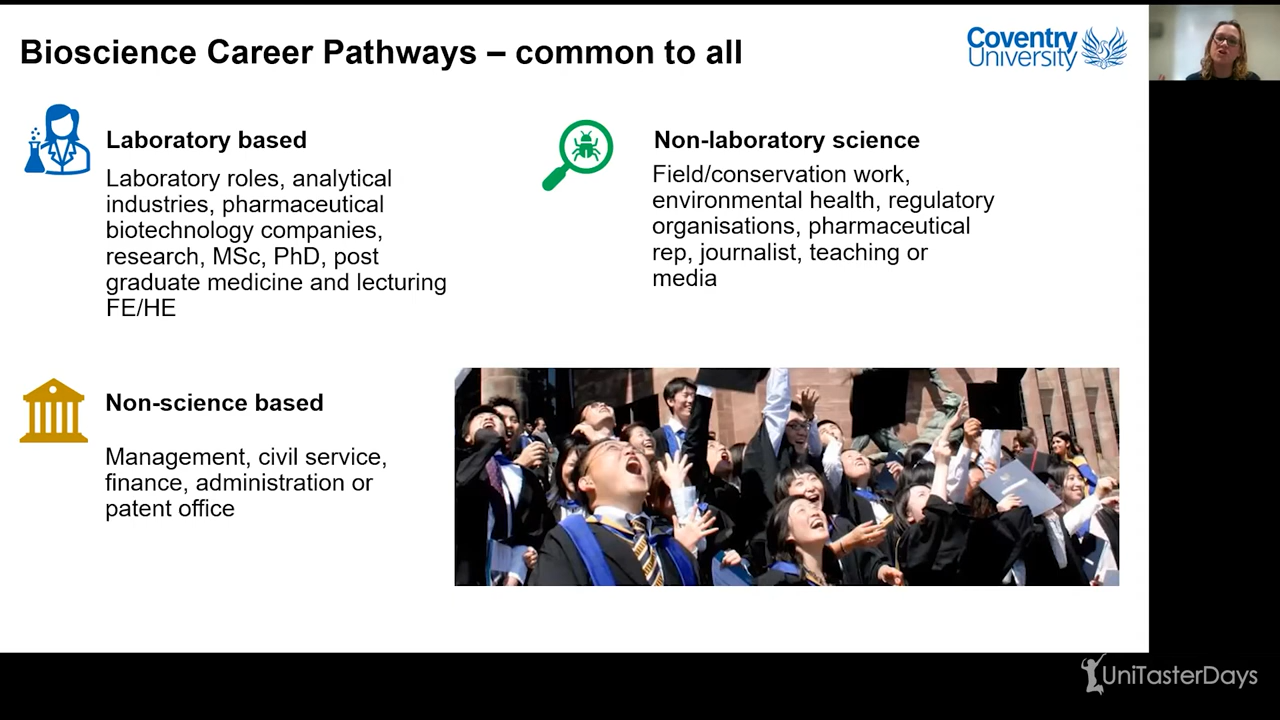 Bioscience Career Pathways – common to all
Coventry
University
Laboratory based
Laboratory roles, analytical
industries, pharmaceutical
biotechnology companies,
research, MSc, PhD, post
graduate medicine and lecturing
FE/HE
Non-laboratory science
Field/conservation work,
environmental health, regulatory
organisations, pharmaceutical
rep, journalist, teaching or
media
Non-science based
Management, civil service,
finance, administration or
patent office
UniTasterDays